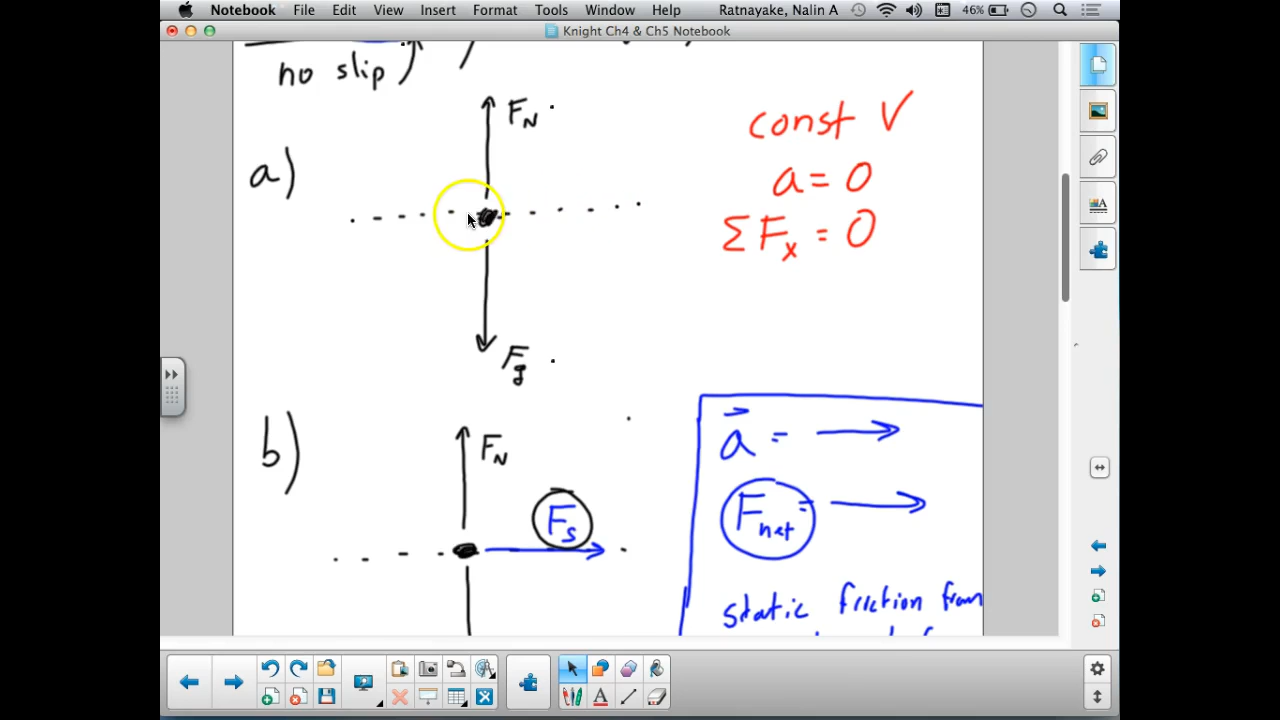 Notebook File Edit View Insert Format Tools Window Help Ratnayake, Nalin A 46%
Knight Ch4 & Ch5 Notebook
no slip
a)
F_N
const V
a = 0
ΣF_x = 0
F_g
b)
F_N
F_s
a⃗ = →
F_net = →
static friction from